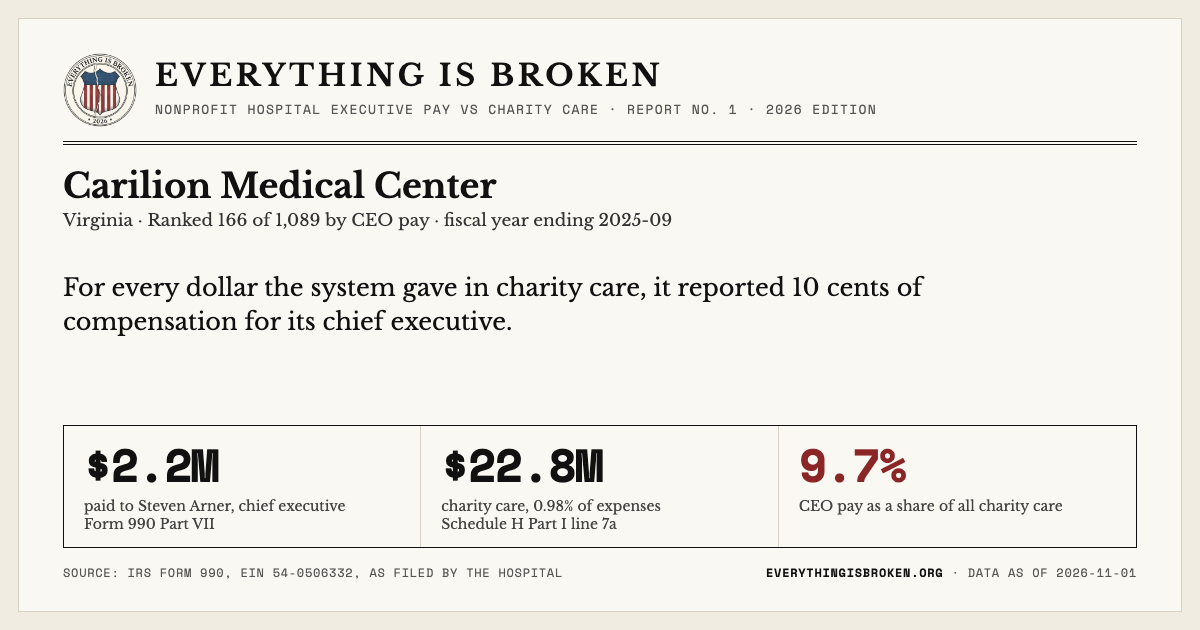 EVERYTHING IS BROKEN
2026
EVERYTHING IS BROKEN
NONPROFIT HOSPITAL EXECUTIVE PAY VS CHARITY CARE · REPORT NO. 1 · 2026 EDITION
Carilion Medical Center
Virginia · Ranked 166 of 1,089 by CEO pay · fiscal year ending 2025-09
For every dollar the system gave in charity care, it reported 10 cents of
compensation for its chief executive.
$2.2M
paid to Steven Arner, chief executive
Form 990 Part VII
$22.8M
charity care, 0.98% of expenses
Schedule H Part I line 7a
9.7%
CEO pay as a share of all charity care
SOURCE: IRS FORM 990, EIN 54-0506332, AS FILED BY THE HOSPITAL
EVERYTHINGISBROKEN.ORG · DATA AS OF 2026-11-01